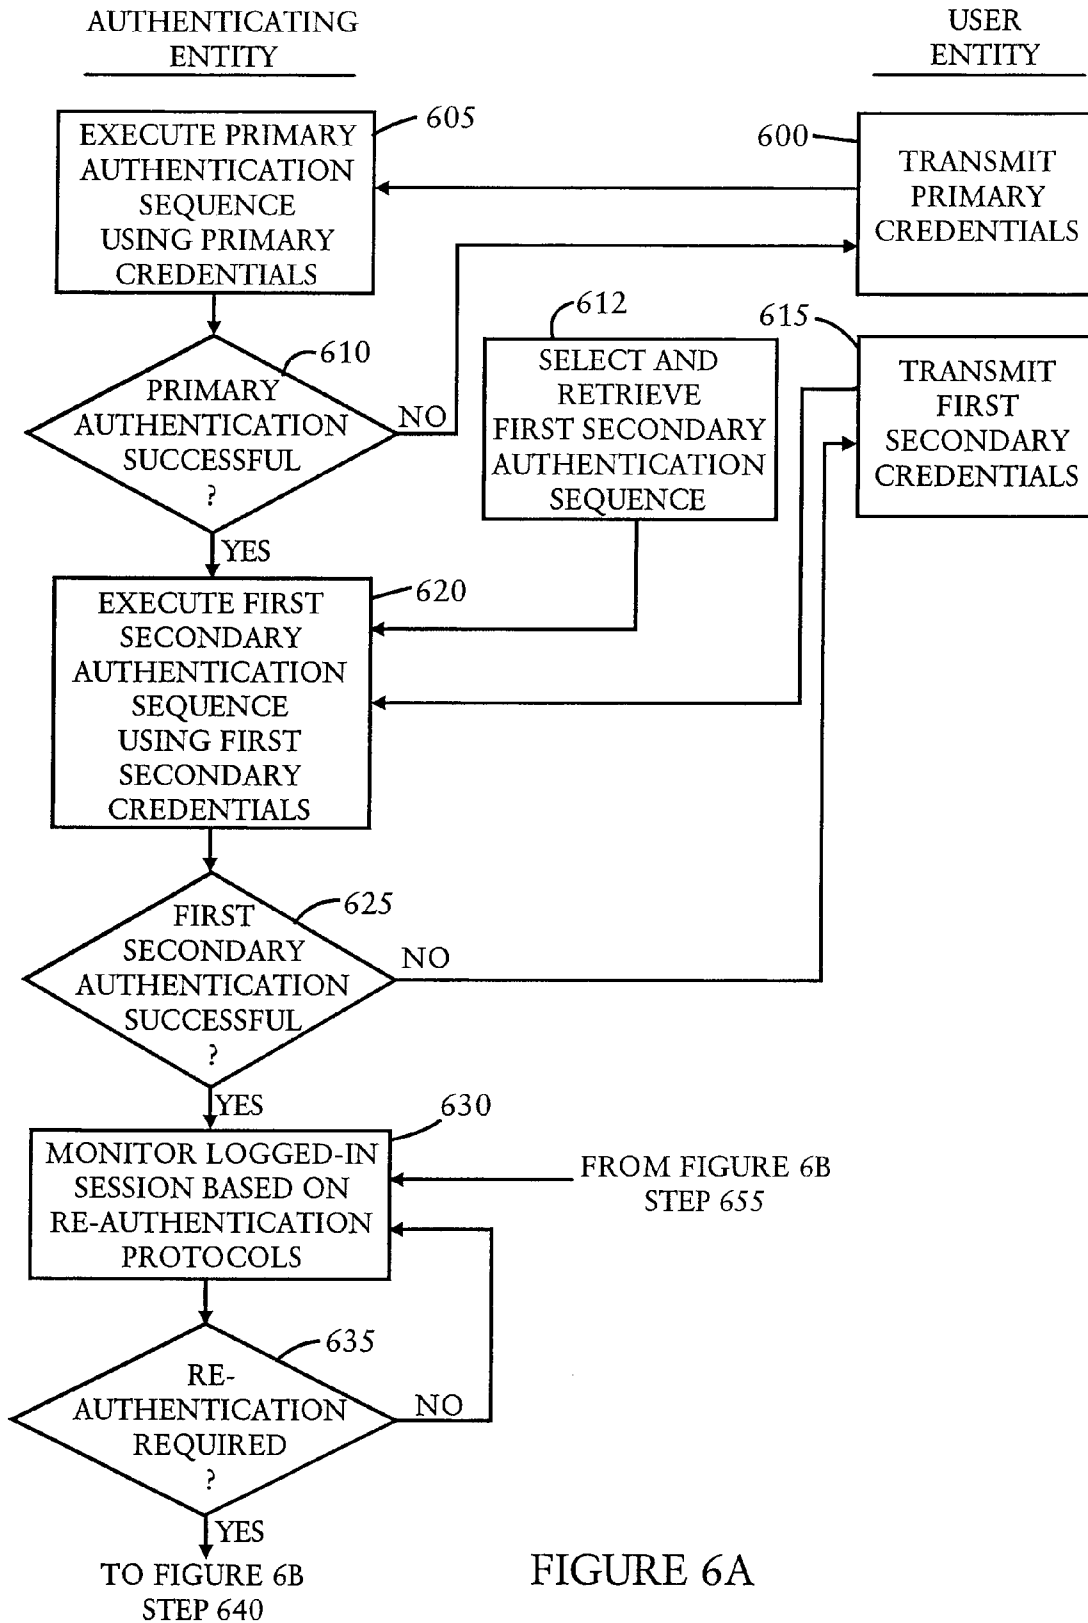 AUTHENTICATING
ENTITY
USER
ENTITY
605
EXECUTE PRIMARY
AUTHENTICATION
SEQUENCE
USING PRIMARY
CREDENTIALS
600
TRANSMIT
PRIMARY
CREDENTIALS
610
PRIMARY
AUTHENTICATION
SUCCESSFUL
?
NO
YES
612
SELECT AND
RETRIEVE
FIRST SECONDARY
AUTHENTICATION
SEQUENCE
615
TRANSMIT
FIRST
SECONDARY
CREDENTIALS
620
EXECUTE FIRST
SECONDARY
AUTHENTICATION
SEQUENCE
USING FIRST
SECONDARY
CREDENTIALS
625
FIRST
SECONDARY
AUTHENTICATION
SUCCESSFUL
?
NO
YES
630
MONITOR LOGGED-IN
SESSION BASED ON
RE-AUTHENTICATION
PROTOCOLS
FROM FIGURE 6B
STEP 655
635
RE-
AUTHENTICATION
REQUIRED
?
NO
YES
TO FIGURE 6B
STEP 640
FIGURE 6A